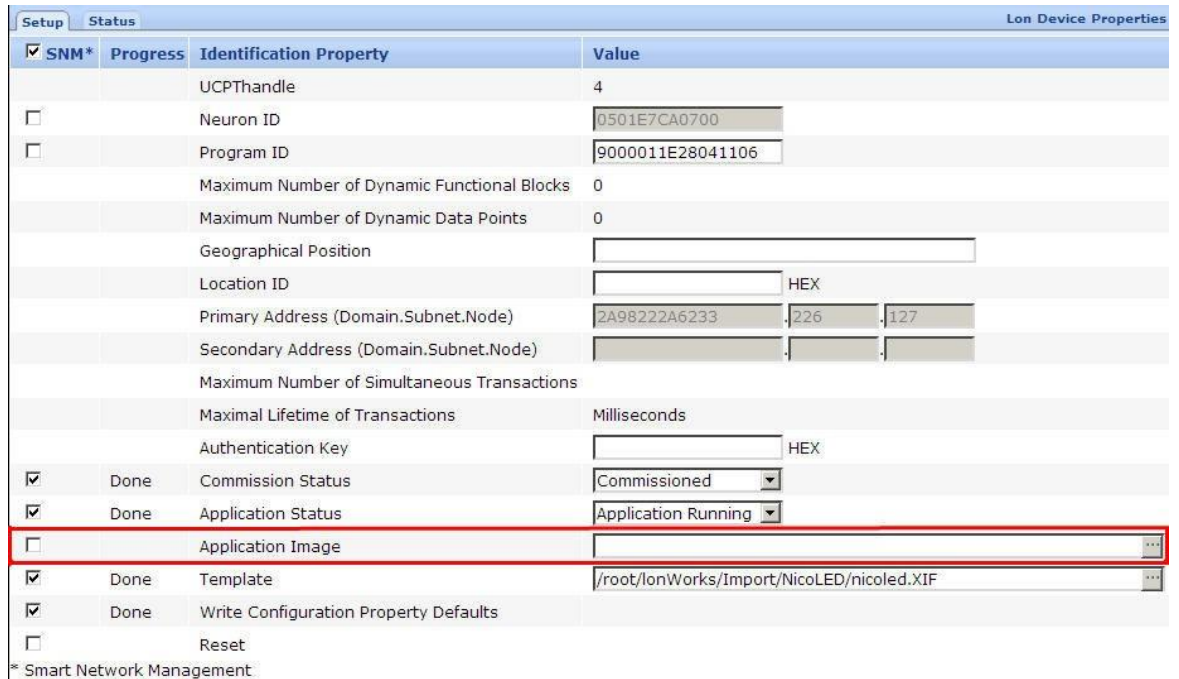 Setup Status Lon Device Properties
SNM* Progress Identification Property Value
UCPThandle 4
Neuron ID 0501E7CA0700
Program ID 9000011E28041106
Maximum Number of Dynamic Functional Blocks 0
Maximum Number of Dynamic Data Points 0
Geographical Position
Location ID HEX
Primary Address (Domain.Subnet.Node) 2A98222A6233 . 226 . 127
Secondary Address (Domain.Subnet.Node) . .
Maximum Number of Simultaneous Transactions
Maximal Lifetime of Transactions Milliseconds
Authentication Key HEX
Done Commission Status Commissioned
Done Application Status Application Running
Application Image ...
Done Template /root/lonWorks/Import/NicoLED/nicoled.XIF ...
Done Write Configuration Property Defaults
Reset
* Smart Network Management